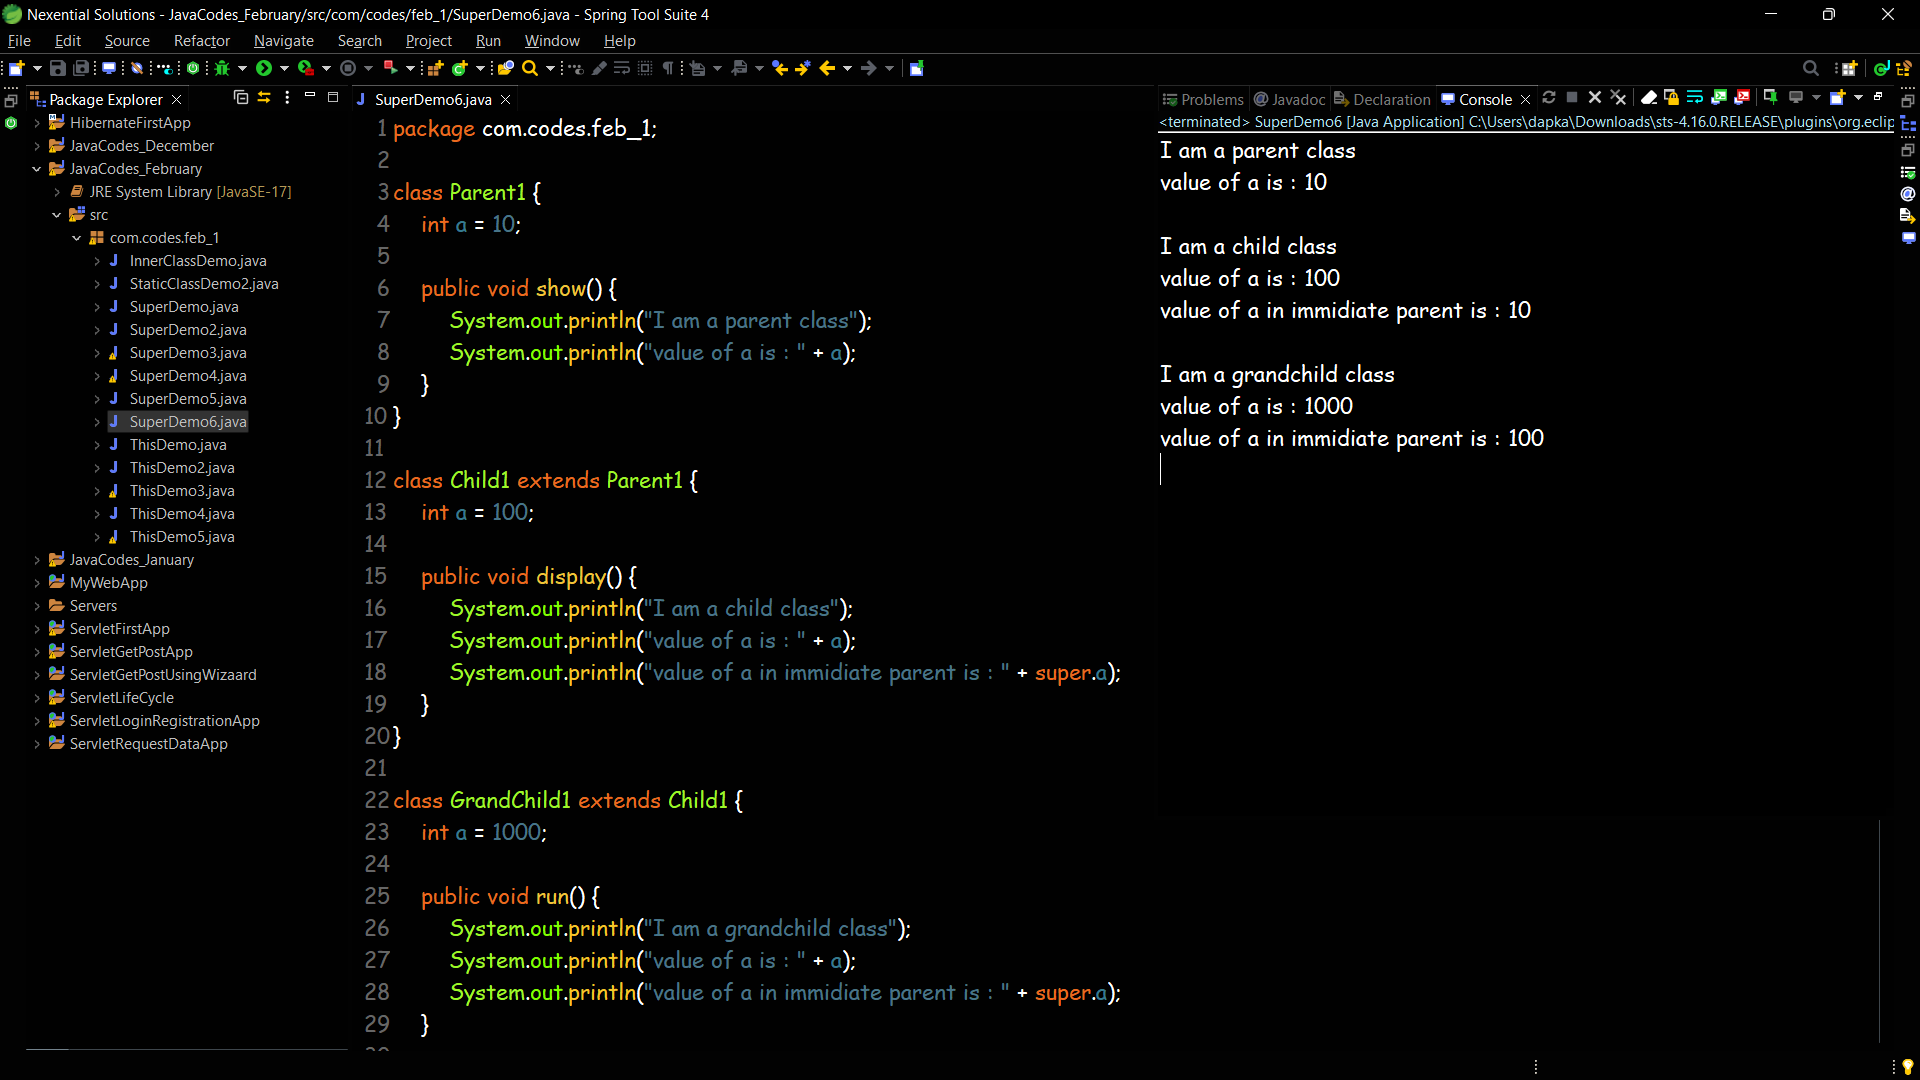 Nexential Solutions - JavaCodes_February/src/com/codes/feb_1/SuperDemo6.java - Spring Tool Suite 4
File Edit Source Refactor Navigate Search Project Run Window Help
Package Explorer
HibernateFirstApp
JavaCodes_December
JavaCodes_February
JRE System Library [JavaSE-17]
src
com.codes.feb_1
InnerClassDemo.java
StaticClassDemo2.java
SuperDemo.java
SuperDemo2.java
SuperDemo3.java
SuperDemo4.java
SuperDemo5.java
SuperDemo6.java
ThisDemo.java
ThisDemo2.java
ThisDemo3.java
ThisDemo4.java
ThisDemo5.java
JavaCodes_January
MyWebApp
Servers
ServletFirstApp
ServletGetPostApp
ServletGetPostUsingWizaard
ServletLifeCycle
ServletLoginRegistrationApp
ServletRequestDataApp
SuperDemo6.java
1 package com.codes.feb_1;
2
3 class Parent1 {
4 int a = 10;
5
6 public void show() {
7 System.out.println("I am a parent class");
8 System.out.println("value of a is : " + a);
9 }
10 }
11
12 class Child1 extends Parent1 {
13 int a = 100;
14
15 public void display() {
16 System.out.println("I am a child class");
17 System.out.println("value of a is : " + a);
18 System.out.println("value of a in immidiate parent is : " + super.a);
19 }
20 }
21
22 class GrandChild1 extends Child1 {
23 int a = 1000;
24
25 public void run() {
26 System.out.println("I am a grandchild class");
27 System.out.println("value of a is : " + a);
28 System.out.println("value of a in immidiate parent is : " + super.a);
29 }
Problems @ Javadoc Declaration Console
<terminated> SuperDemo6 [Java Application] C:\Users\dapka\Downloads\sts-4.16.0.RELEASE\plugins\org.eclip
I am a parent class
value of a is : 10
I am a child class
value of a is : 100
value of a in immidiate parent is : 10
I am a grandchild class
value of a is : 1000
value of a in immidiate parent is : 100